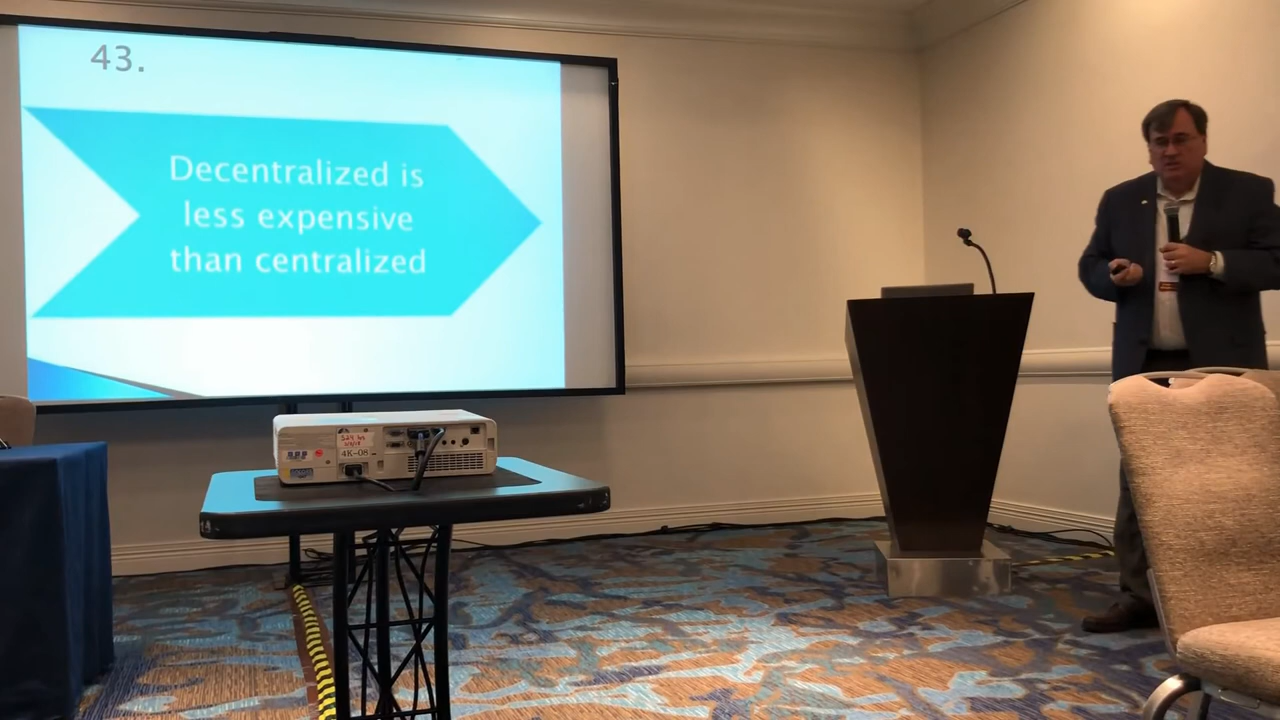 43.
Decentralized is
less expensive
than centralized
4K-08